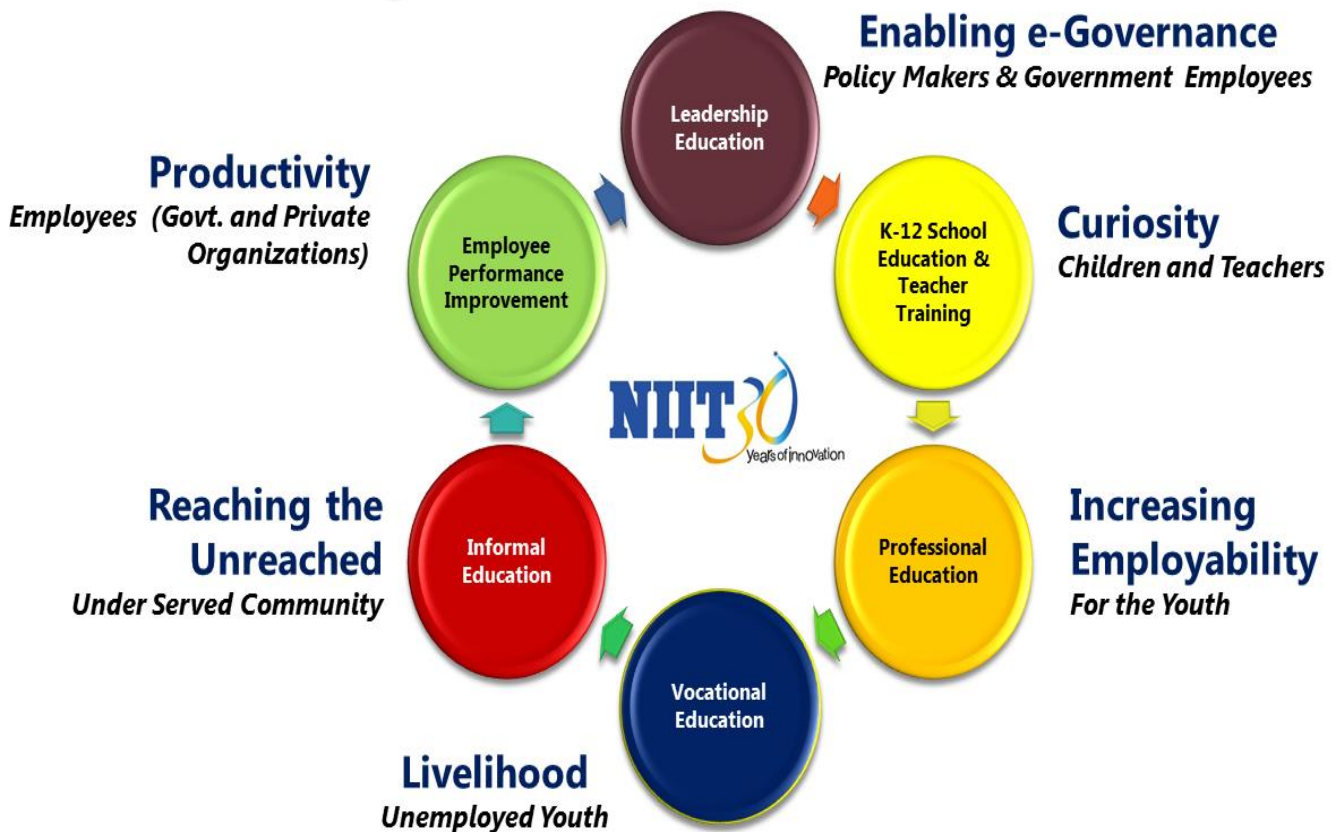 Enabling e-Governance
Policy Makers & Government Employees
Leadership
Education
Productivity
Employees (Govt. and Private
Organizations)
Employee
Performance
Improvement
K-12 School
Education &
Teacher
Training
Curiosity
Children and Teachers
NIIT 30
years of innovation
Reaching the
Unreached
Under Served Community
Informal
Education
Professional
Education
Increasing
Employability
For the Youth
Vocational
Education
Livelihood
Unemployed Youth